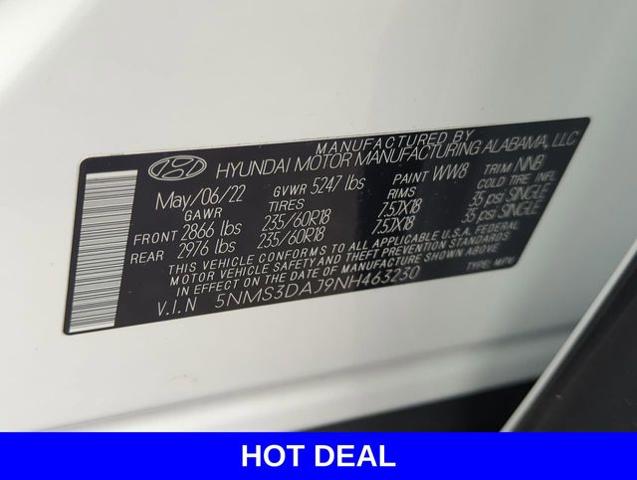 MANUFACTURED BY
HYUNDAI MOTOR MANUFACTURING ALABAMA, LLC
May/06/22 GVWR 5247 lbs PAINT WW8 TRIM NNB
GAWR TIRES RIMS COLD TIRE INFL.
FRONT 2866 lbs 235/60R18 7.5JX18 35 psi SINGLE
REAR 2976 lbs 235/60R18 7.5JX18 35 psi SINGLE
THIS VEHICLE CONFORMS TO ALL APPLICABLE U.S.A. FEDERAL
MOTOR VEHICLE SAFETY AND THEFT PREVENTION STANDARDS
IN EFFECT ON THE DATE OF MANUFACTURE SHOWN ABOVE.
V.I.N 5NMS3DAJ9NH463230 TYPE: MPV
HOT DEAL